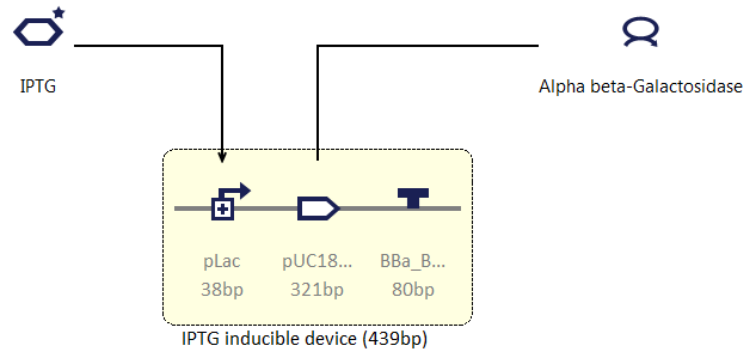 IPTG
Alpha beta-Galactosidase
pLac
pUC18...
BBa_B...
38bp
321bp
80bp
IPTG inducible device (439bp)